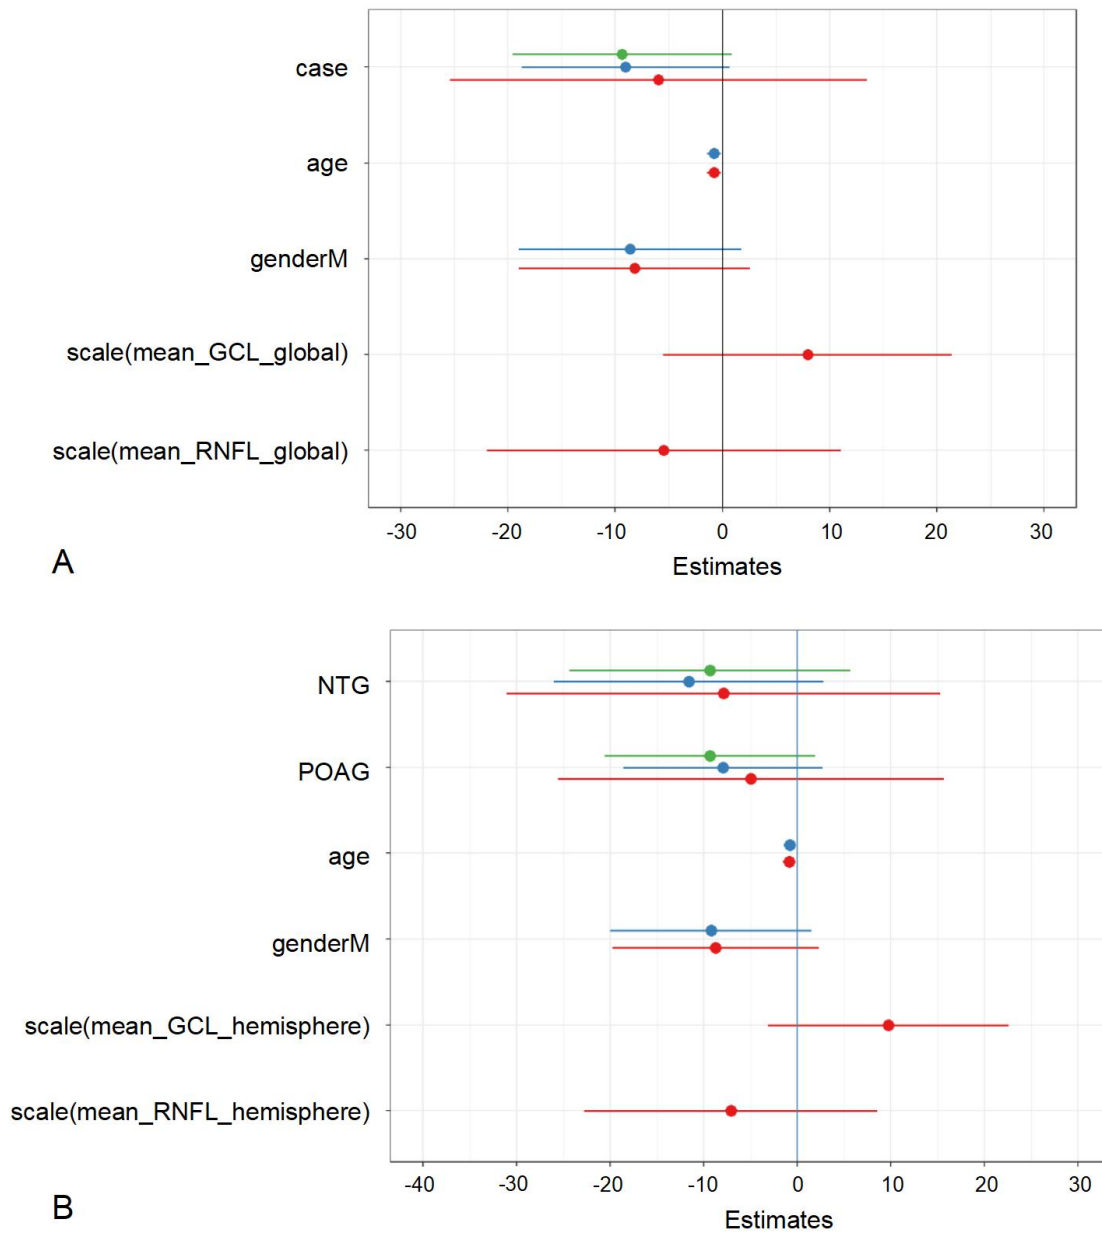 case
age
genderM
scale(mean_GCL_global)
scale(mean_RNFL_global)
-30 -20 -10 0 10 20 30
Estimates
A
NTG
POAG
age
genderM
scale(mean_GCL_hemisphere)
scale(mean_RNFL_hemisphere)
-40 -30 -20 -10 0 10 20 30
Estimates
B